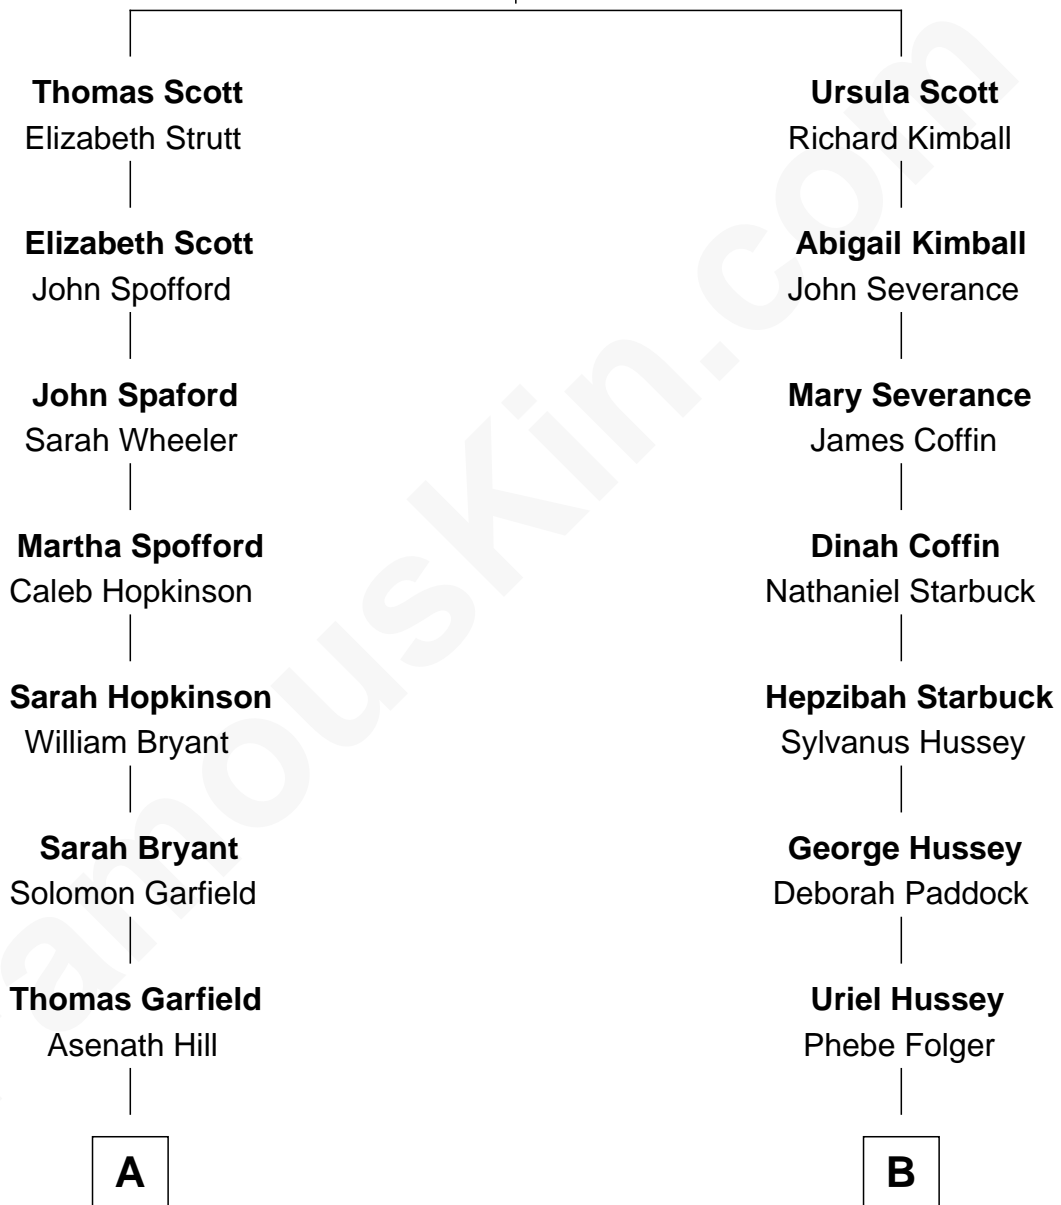 Thomas Scott
Elizabeth Strutt
Elizabeth Scott
John Spofford
John Spaford
Sarah Wheeler
Martha Spofford
Caleb Hopkinson
Sarah Hopkinson
William Bryant
Sarah Bryant
Solomon Garfield
Thomas Garfield
Asenath Hill
A
Ursula Scott
Richard Kimball
Abigail Kimball
John Severance
Mary Severance
James Coffin
Dinah Coffin
Nathaniel Starbuck
Hepzibah Starbuck
Sylvanus Hussey
George Hussey
Deborah Paddock
Uriel Hussey
Phebe Folger
B
amousKin.com